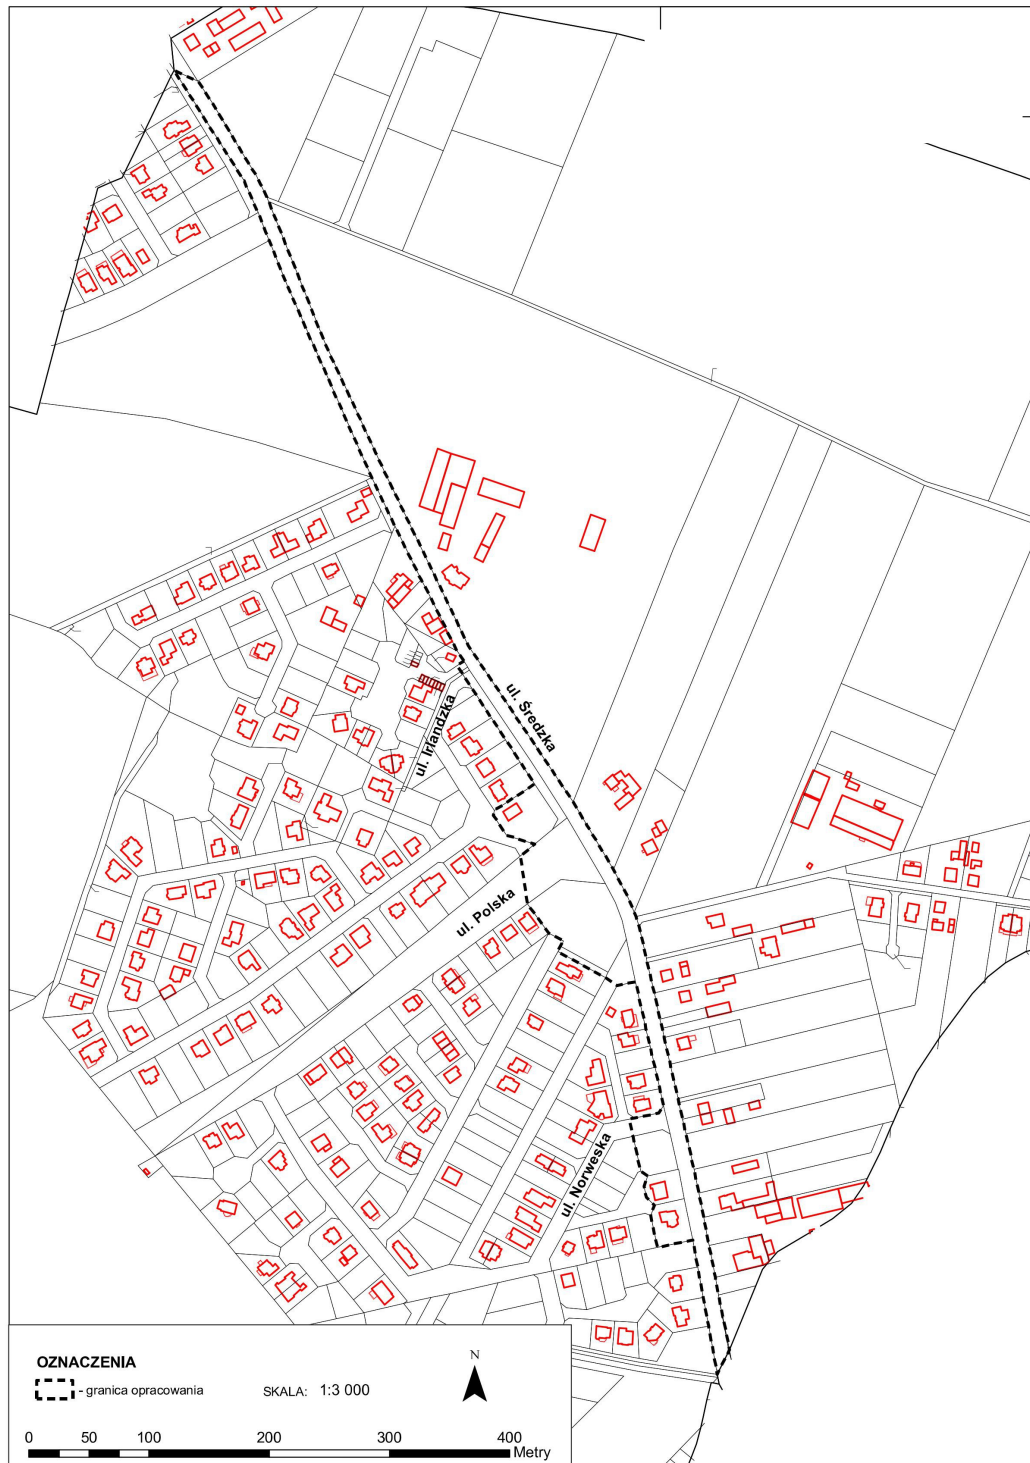 ul. Średzka
ul. Irlandzka
ul. Polska
ul. Norweska
OZNACZENIA
- granica opracowania
SKALA: 1:3 000
N
0 50 100 200 300 400
Metry